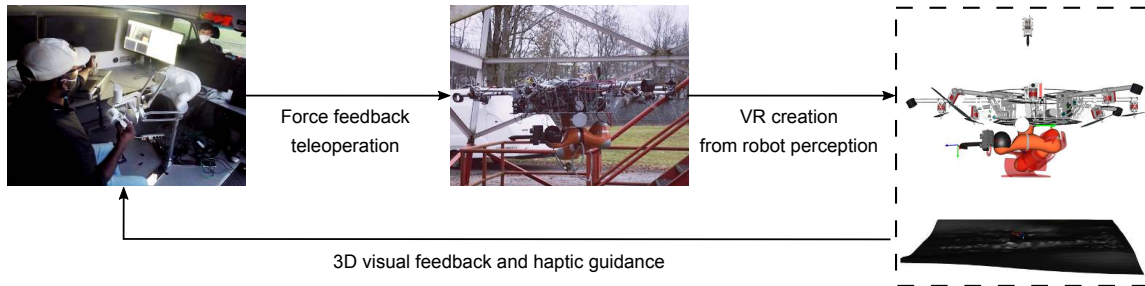 Force feedback
teleoperation
VR creation
from robot perception
3D visual feedback and haptic guidance